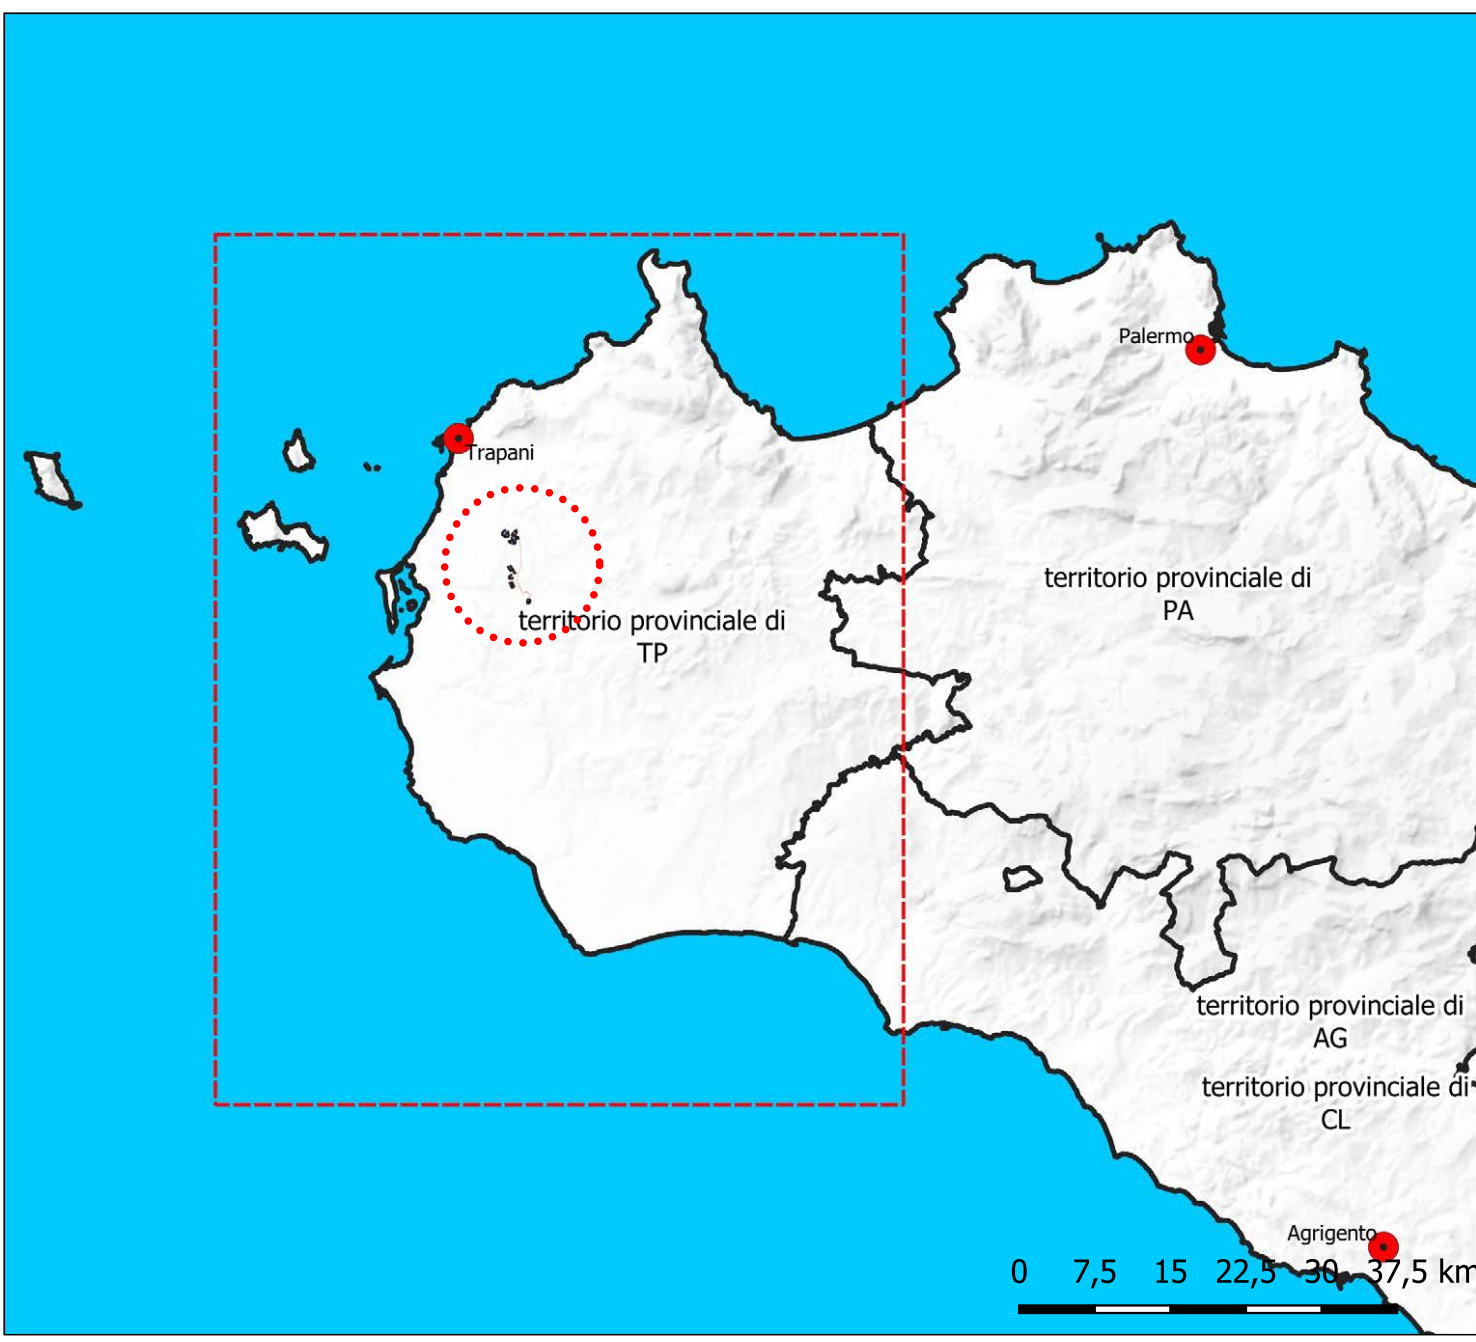 Palermo
Trapani
territorio provinciale di
PA
territorio provinciale di
TP
territorio provinciale di
AG
territorio provinciale di
CL
Agrigento
0 7,5 15 22,5 30 37,5 km